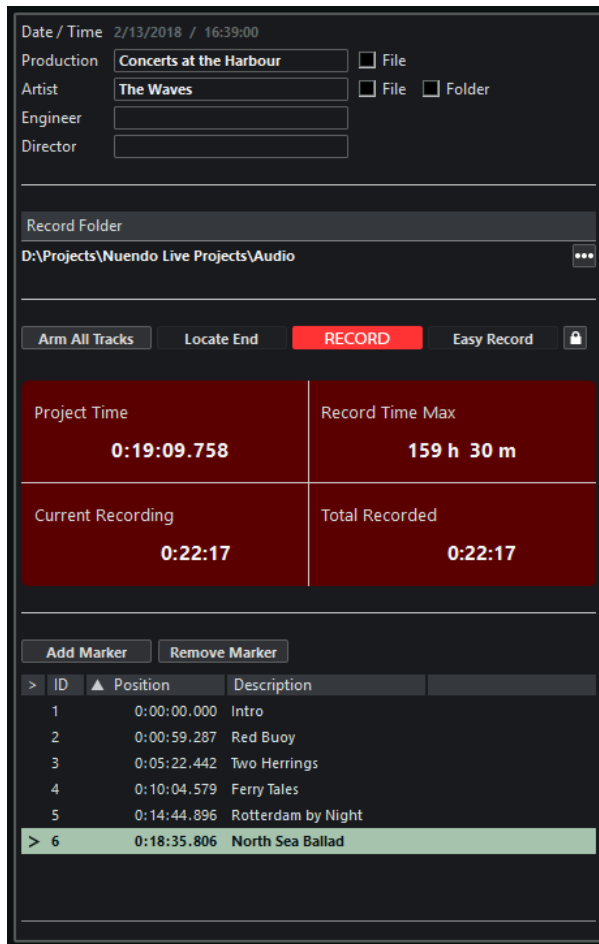 Date / Time 2/13/2018 / 16:39:00
Production Concerts at the Harbour File
Artist The Waves File Folder
Engineer
Director
Record Folder
D:\Projects\Nuendo Live Projects\Audio
Arm All Tracks Locate End RECORD Easy Record
Project Time Record Time Max
0:19:09.758 159 h 30 m
Current Recording Total Recorded
0:22:17 0:22:17
Add Marker Remove Marker
> ID Position Description
1 0:00:00.000 Intro
2 0:00:59.287 Red Buoy
3 0:05:22.442 Two Herrings
4 0:10:04.579 Ferry Tales
5 0:14:44.896 Rotterdam by Night
> 6 0:18:35.806 North Sea Ballad